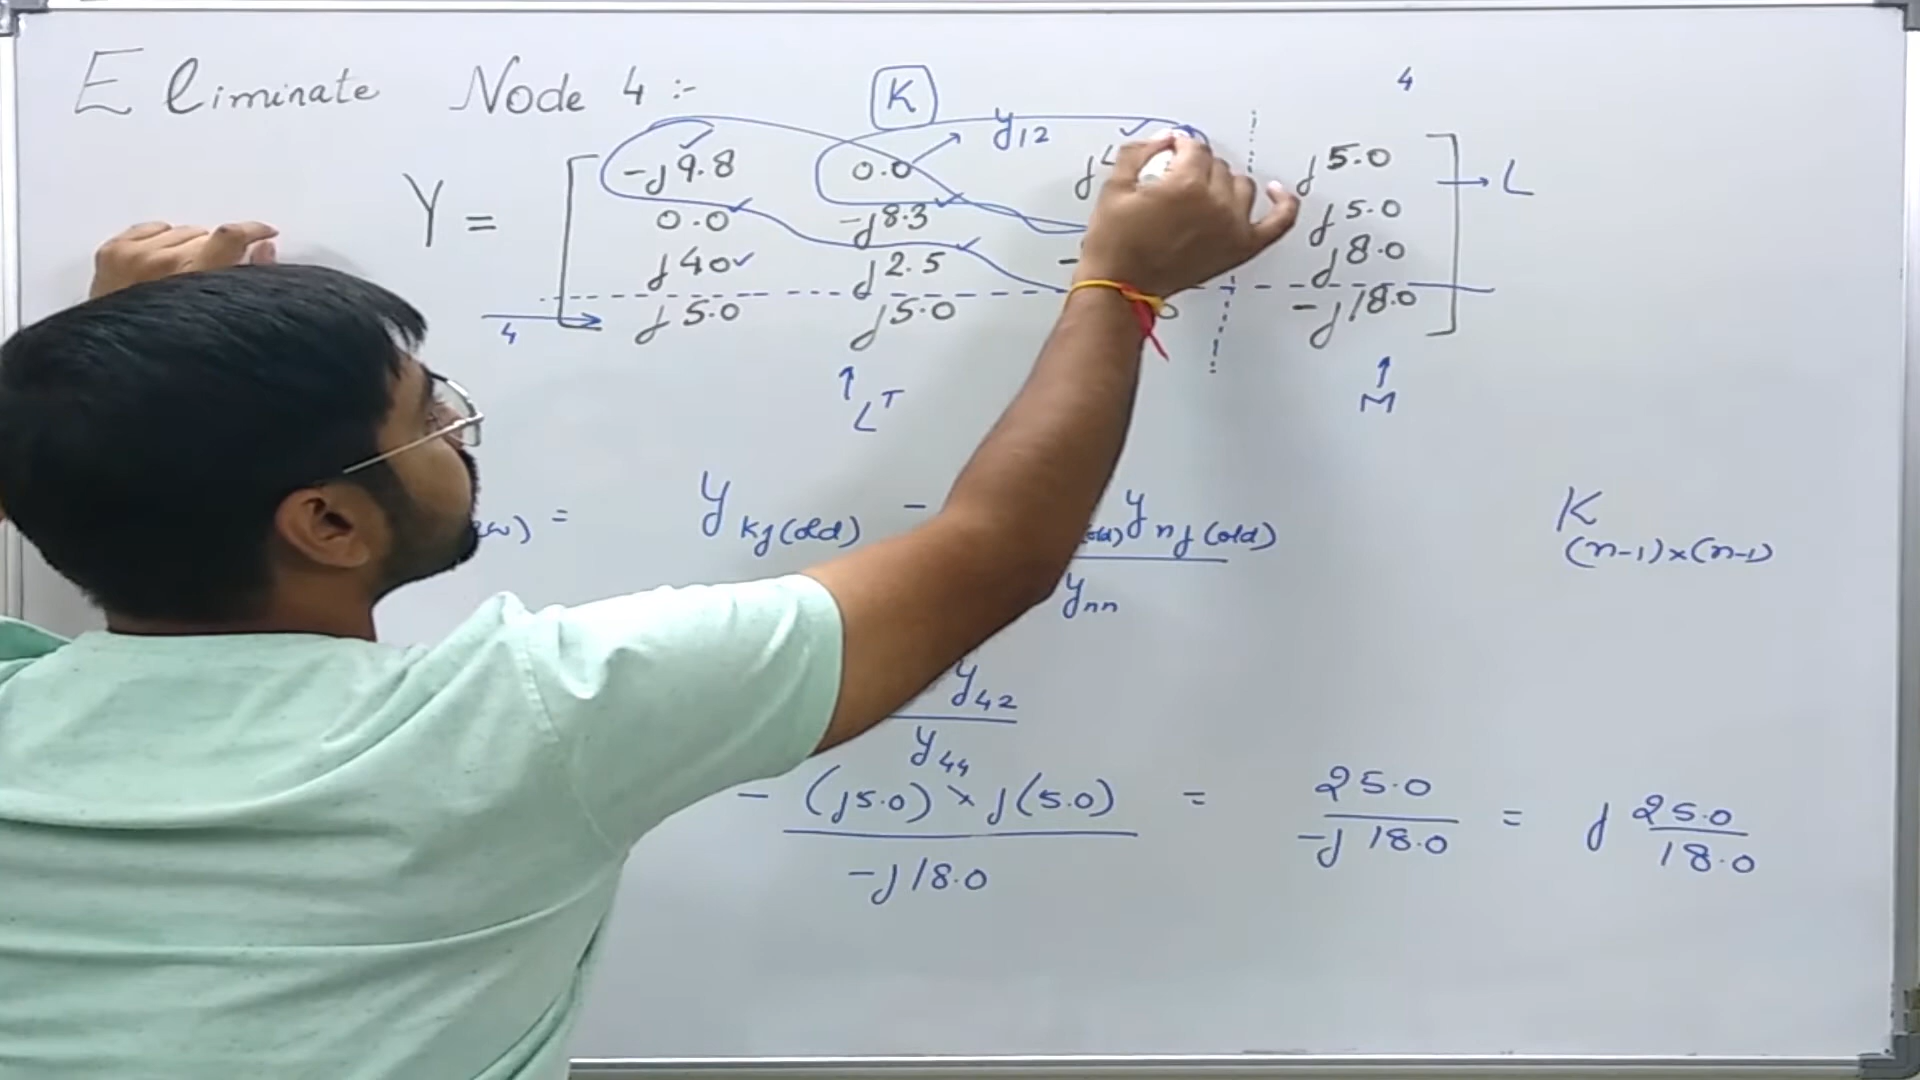 Eliminate Node 4 :-
K
4
y12
Y =
-j9.8 0.0 j j5.0 → L
0.0 -j8.3 j5.0
j40 j2.5 - j8.0
4 j5.0 j5.0 0 -j18.0
L^T M
) = y kj(old) - y nj(old) K
ynn (n-1)×(n-1)
y42
y44
- (j5.0) × j(5.0) = 25.0 = j 25.0
-j18.0 -j18.0 18.0